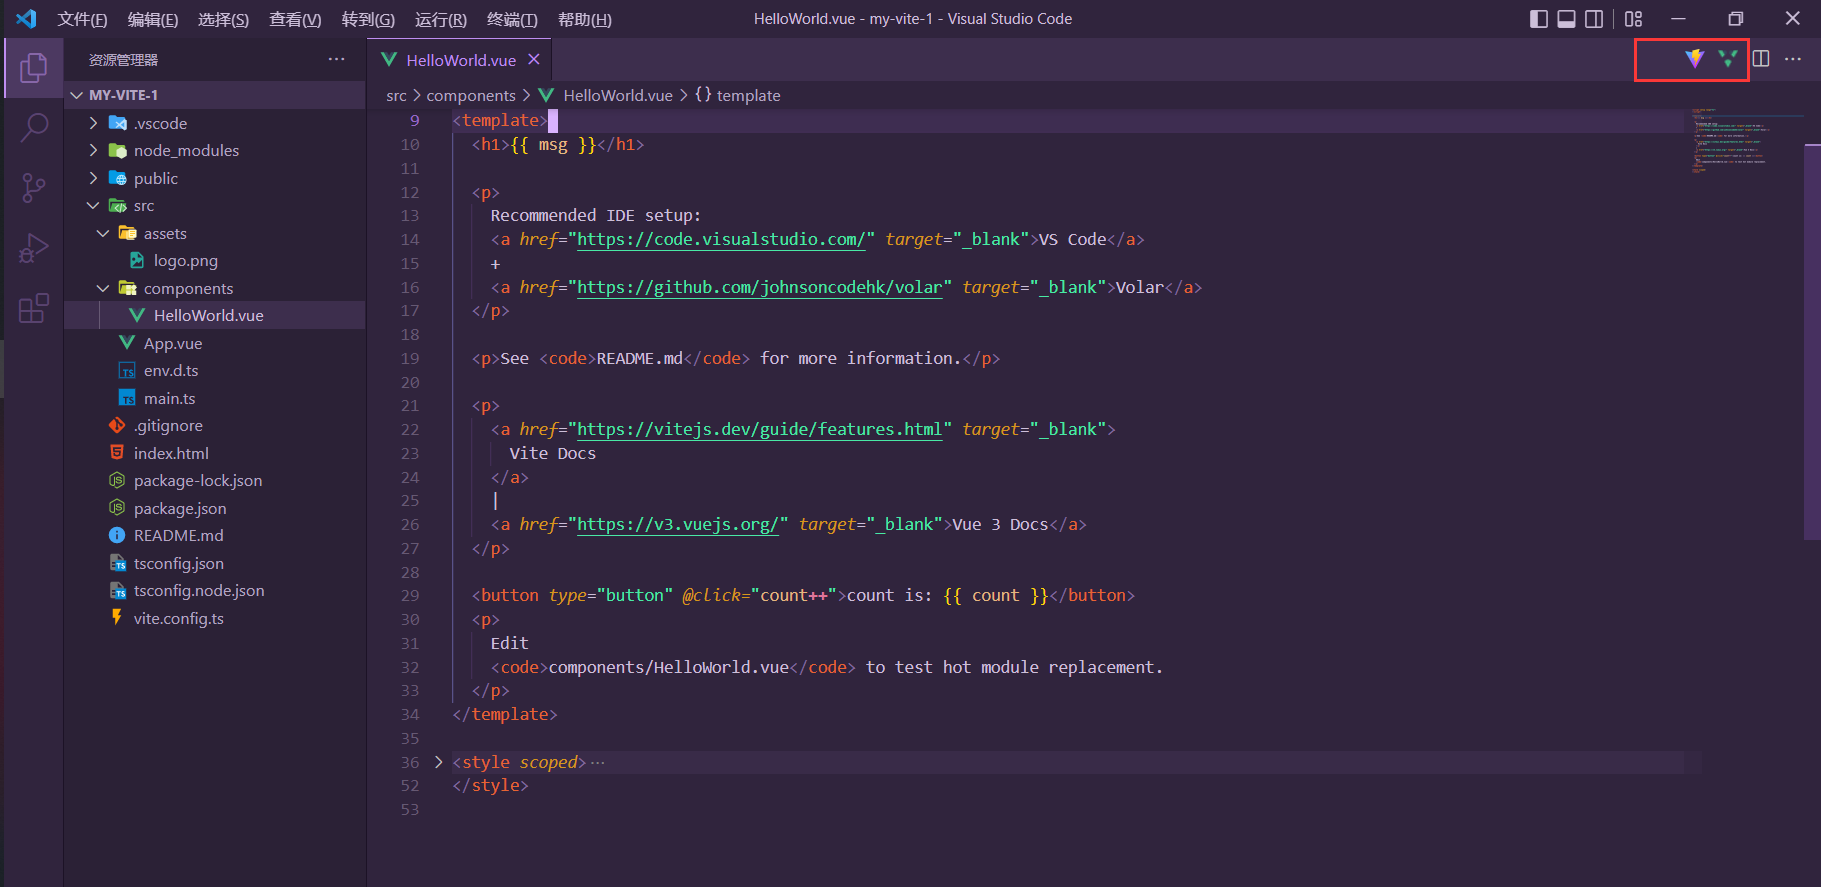 文件(F) 编辑(E) 选择(S) 查看(V) 转到(G) 运行(R) 终端(T) 帮助(H) HelloWorld.vue - my-vite-1 - Visual Studio Code
资源管理器 ···
MY-VITE-1
.vscode
node_modules
public
src
assets
logo.png
components
HelloWorld.vue
App.vue
env.d.ts
main.ts
.gitignore
index.html
package-lock.json
package.json
README.md
tsconfig.json
tsconfig.node.json
vite.config.ts
HelloWorld.vue
src > components > HelloWorld.vue > {} template
9 <template>
10 <h1>{{ msg }}</h1>
11
12 <p>
13 Recommended IDE setup:
14 <a href="https://code.visualstudio.com/" target="_blank">VS Code</a>
15 +
16 <a href="https://github.com/johnsoncodehk/volar" target="_blank">Volar</a>
17 </p>
18
19 <p>See <code>README.md</code> for more information.</p>
20
21 <p>
22 <a href="https://vitejs.dev/guide/features.html" target="_blank">
23 Vite Docs
24 </a>
25 |
26 <a href="https://v3.vuejs.org/" target="_blank">Vue 3 Docs</a>
27 </p>
28
29 <button type="button" @click="count++">count is: {{ count }}</button>
30 <p>
31 Edit
32 <code>components/HelloWorld.vue</code> to test hot module replacement.
33 </p>
34 </template>
35
36 <style scoped>···
52 </style>
53